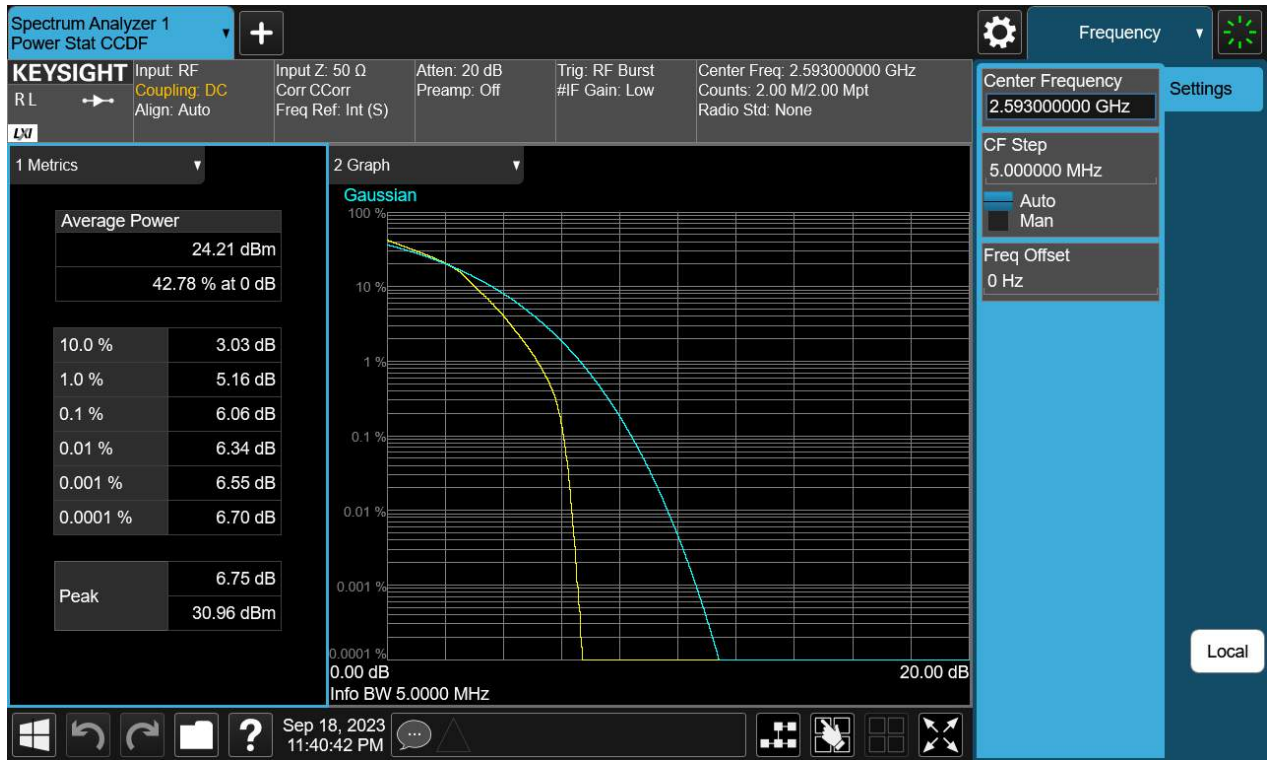 Spectrum Analyzer 1
Power Stat CCDF
+
Frequency
KEYSIGHT
RL
LXI
Input: RF
Coupling: DC
Align: Auto
Input Z: 50 Ω
Corr CCorr
Freq Ref: Int (S)
Atten: 20 dB
Preamp: Off
Trig: RF Burst
#IF Gain: Low
Center Freq: 2.593000000 GHz
Counts: 2.00 M/2.00 Mpt
Radio Std: None
Center Frequency
2.593000000 GHz
Settings
CF Step
5.000000 MHz
Auto
Man
Freq Offset
0 Hz
1 Metrics
Average Power
24.21 dBm
42.78 % at 0 dB
10.0 % 3.03 dB
1.0 % 5.16 dB
0.1 % 6.06 dB
0.01 % 6.34 dB
0.001 % 6.55 dB
0.0001 % 6.70 dB
Peak
6.75 dB
30.96 dBm
2 Graph
Gaussian
100 %
10 %
1 %
0.1 %
0.01 %
0.001 %
0.0001 %
0.00 dB 20.00 dB
Info BW 5.0000 MHz
Local
?
Sep 18, 2023
11:40:42 PM